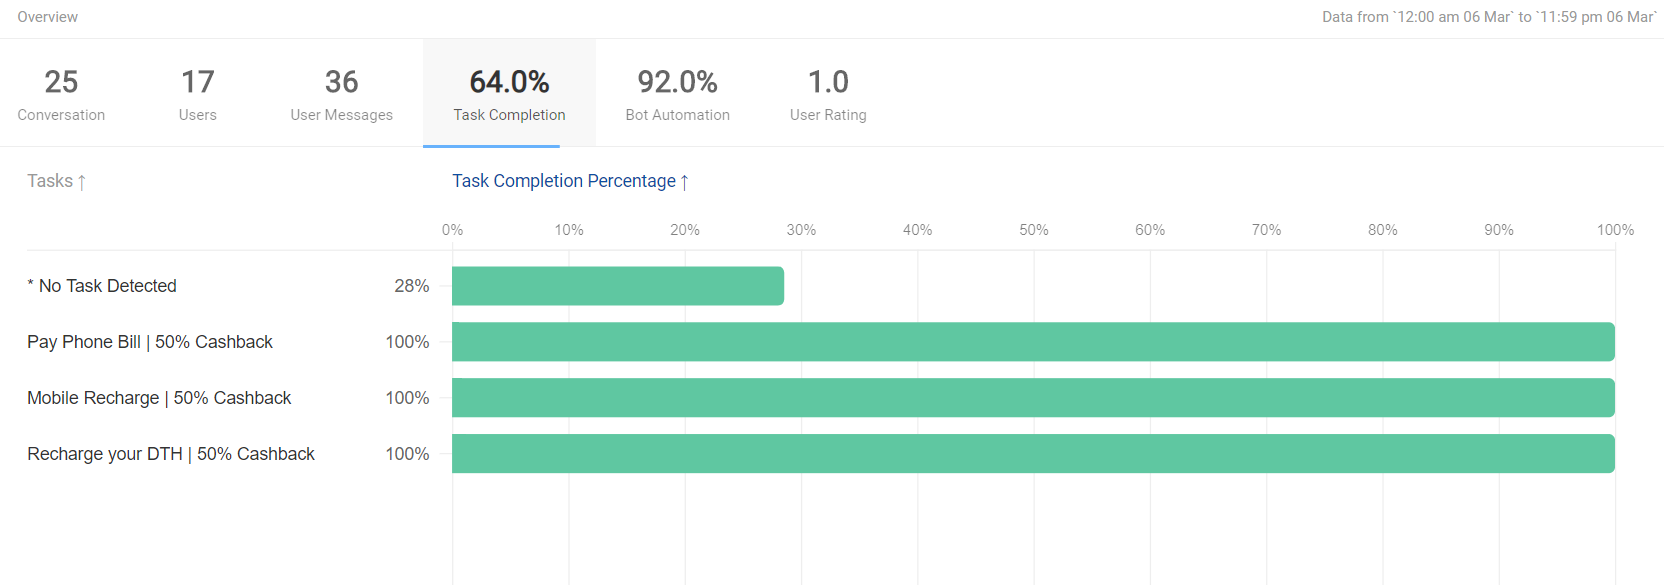 Overview
Data from `12:00 am 06 Mar` to `11:59 pm 06 Mar`
25 17 36 64.0% 92.0% 1.0
Conversation Users User Messages Task Completion Bot Automation User Rating
Tasks ↑ Task Completion Percentage ↑
0% 10% 20% 30% 40% 50% 60% 70% 80% 90% 100%
* No Task Detected 28%
Pay Phone Bill | 50% Cashback 100%
Mobile Recharge | 50% Cashback 100%
Recharge your DTH | 50% Cashback 100%